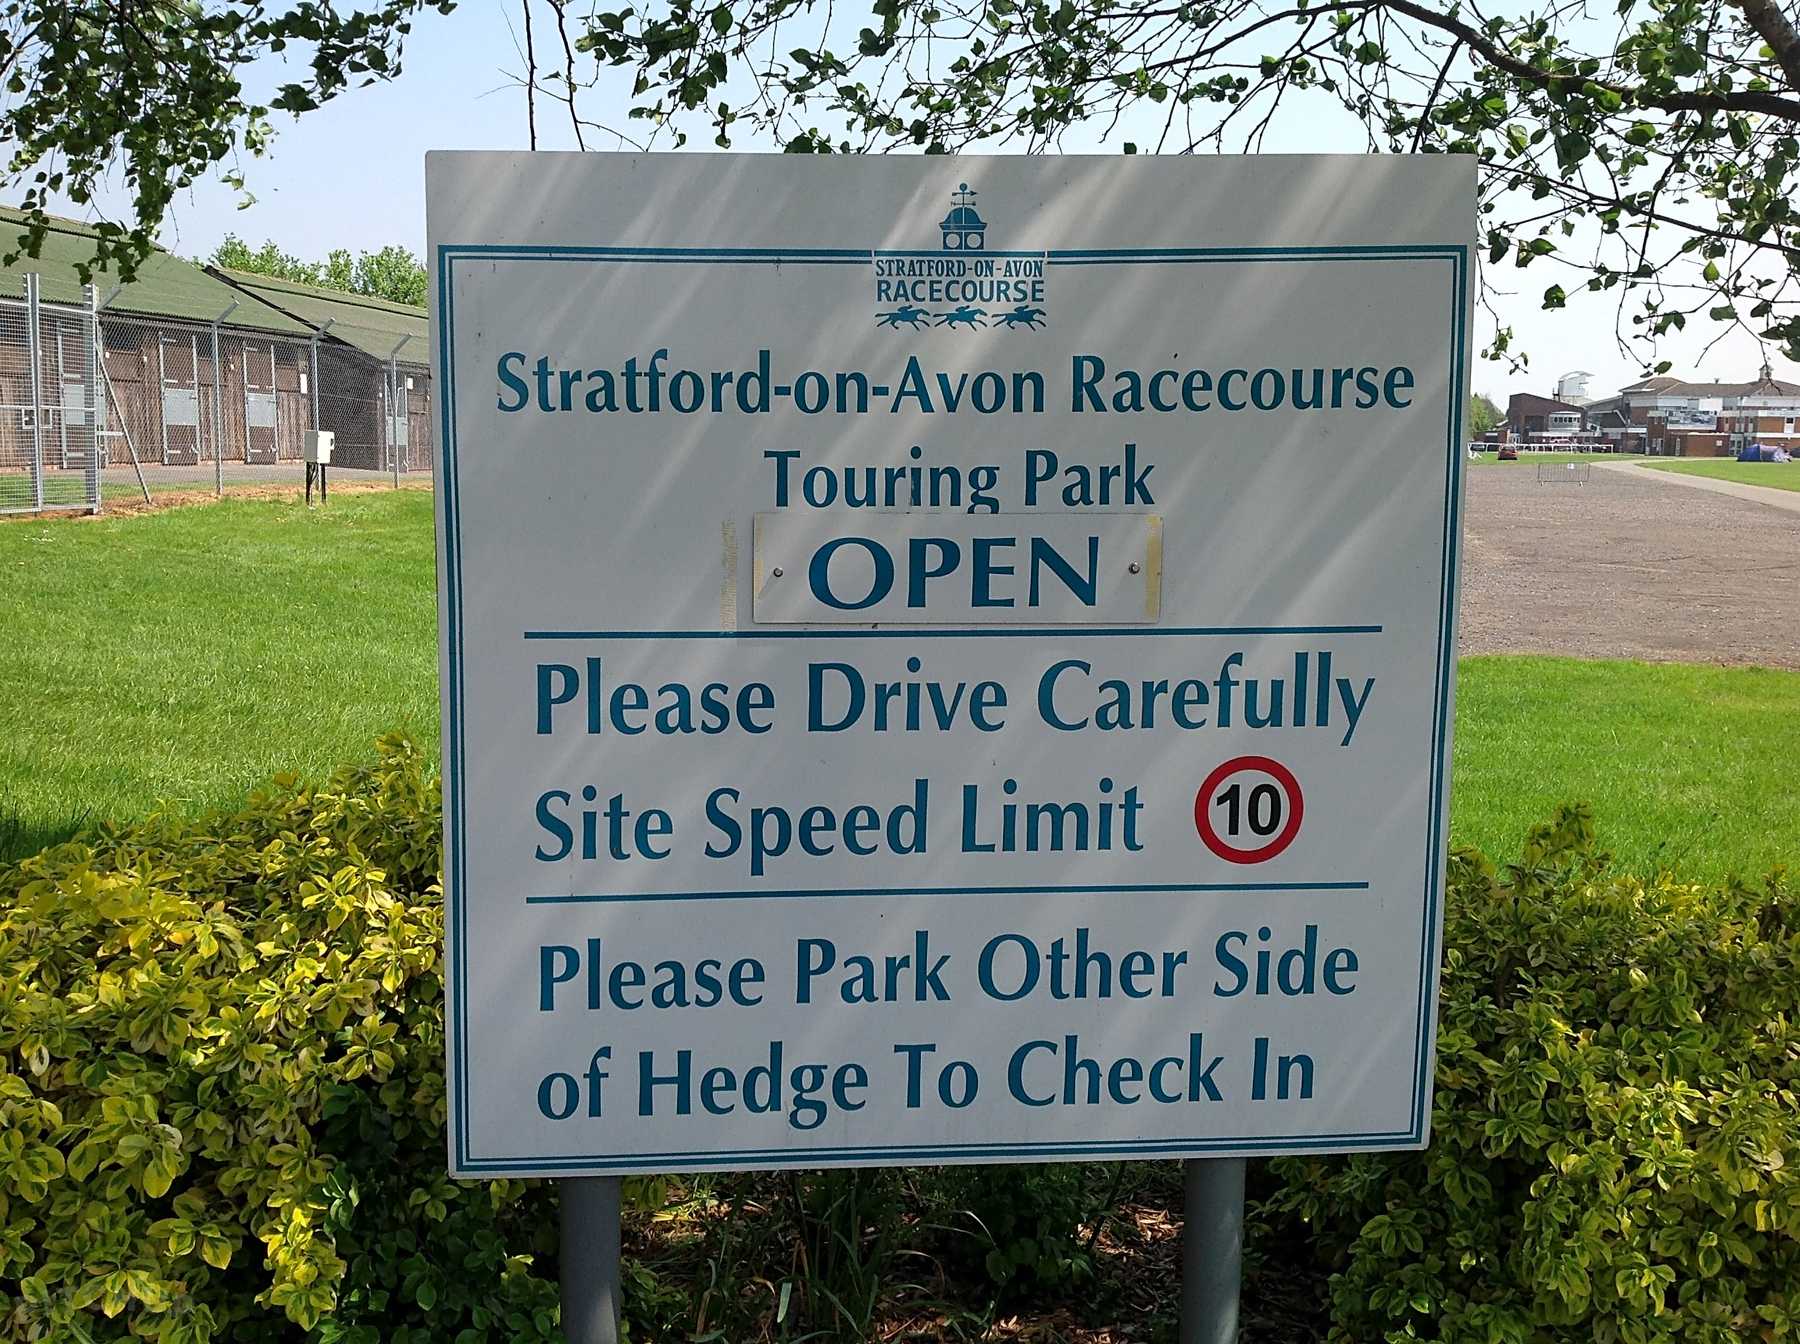 STRATFORD-ON-AVON
RACECOURSE
Stratford-on-Avon Racecourse
Touring Park
OPEN
Please Drive Carefully
Site Speed Limit 10
Please Park Other Side
of Hedge To Check In